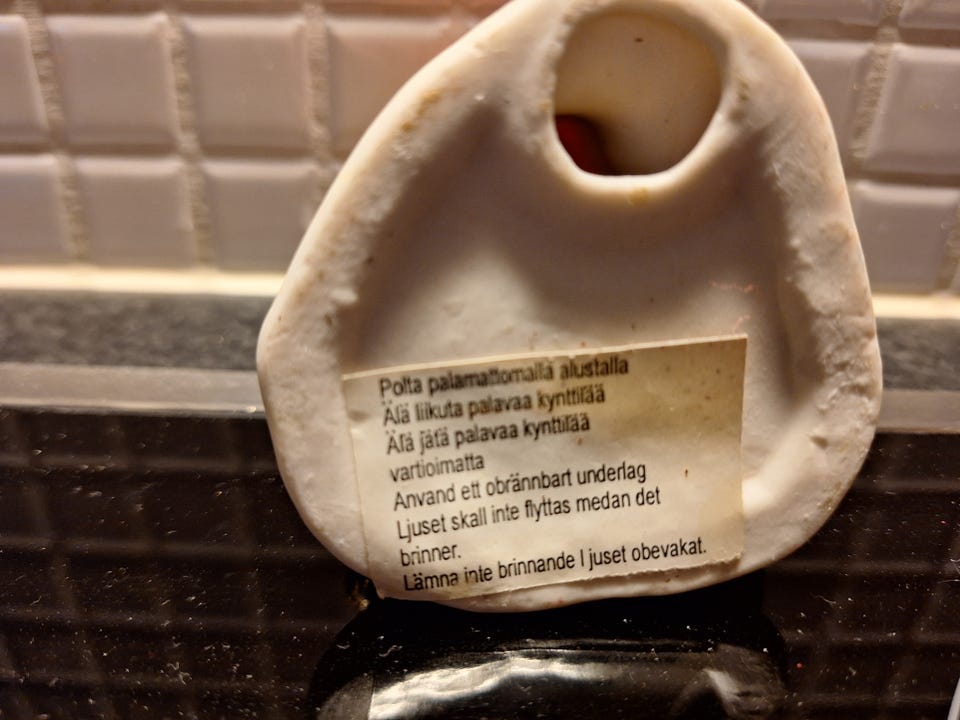 Polta palamattomalla alustalla
Älä liikuta palavaa kynttilää
Älä jätä palavaa kynttilää
vartioimatta
Anvand ett obrännbart underlag
Ljuset skall inte flyttas medan det
brinner.
Lämna inte brinnande l juset obevakat.